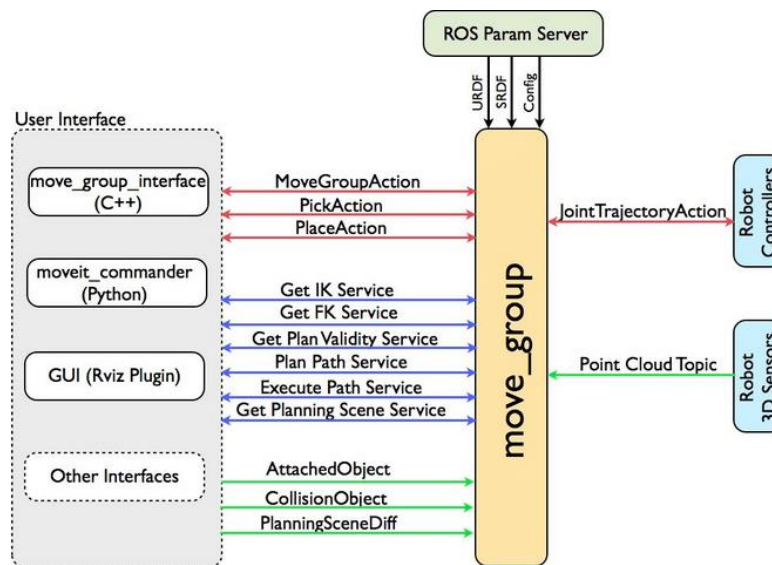 ROS Param Server
URDF
SRDF
Config
User Interface
move_group_interface
(C++)
moveit_commander
(Python)
GUI (Rviz Plugin)
Other Interfaces
MoveGroupAction
PickAction
PlaceAction
Get IK Service
Get FK Service
Get Plan Validity Service
Plan Path Service
Execute Path Service
Get Planning Scene Service
AttachedObject
CollisionObject
PlanningSceneDiff
move_group
JointTrajectoryAction
Point Cloud Topic
Robot
Controllers
Robot
3D Sensors